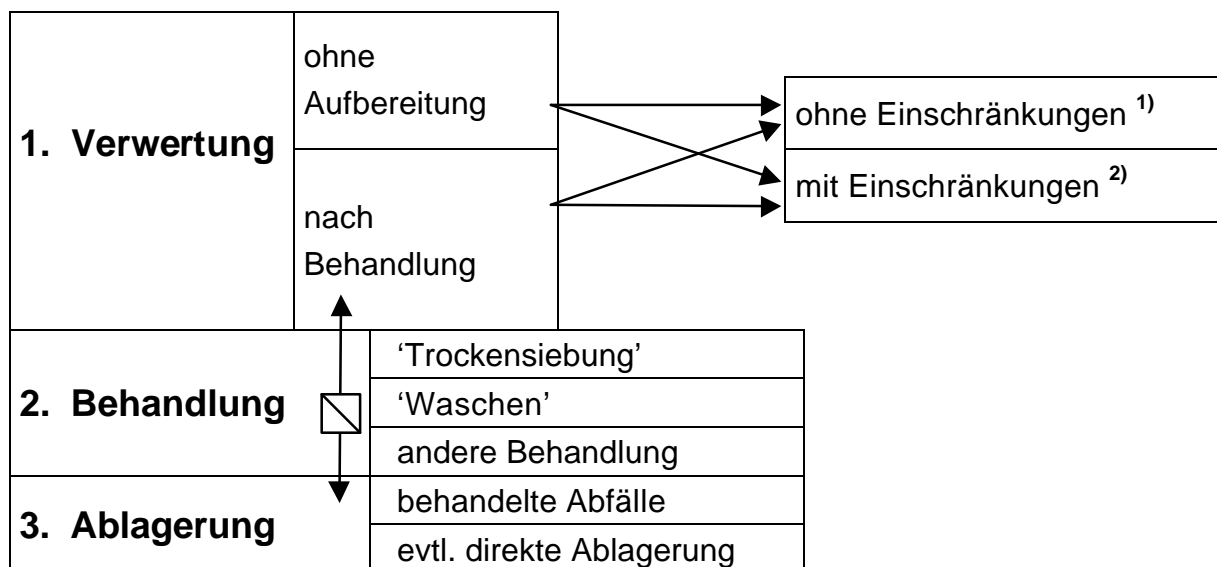 ohne
Aufbereitung
1. Verwertung
nach
Behandlung
ohne Einschränkungen 1)
mit Einschränkungen 2)
2. Behandlung
‘Trockensiebung’
‘Waschen’
andere Behandlung
3. Ablagerung
behandelte Abfälle
evtl. direkte Ablagerung